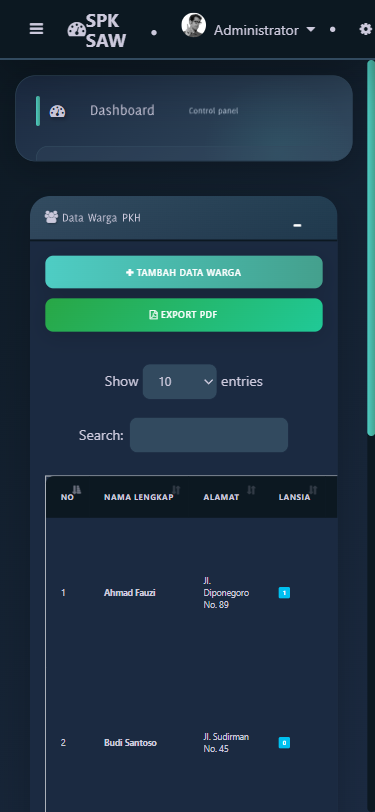 SPK
SAW
Administrator
Dashboard Control panel
Data Warga PKH
TAMBAH DATA WARGA
EXPORT PDF
Show 10 entries
Search:
NO NAMA LENGKAP ALAMAT LANSIA
1 Ahmad Fauzi Jl.
Diponegoro
No. 89 1
2 Budi Santoso Jl. Sudirman
No. 45 0